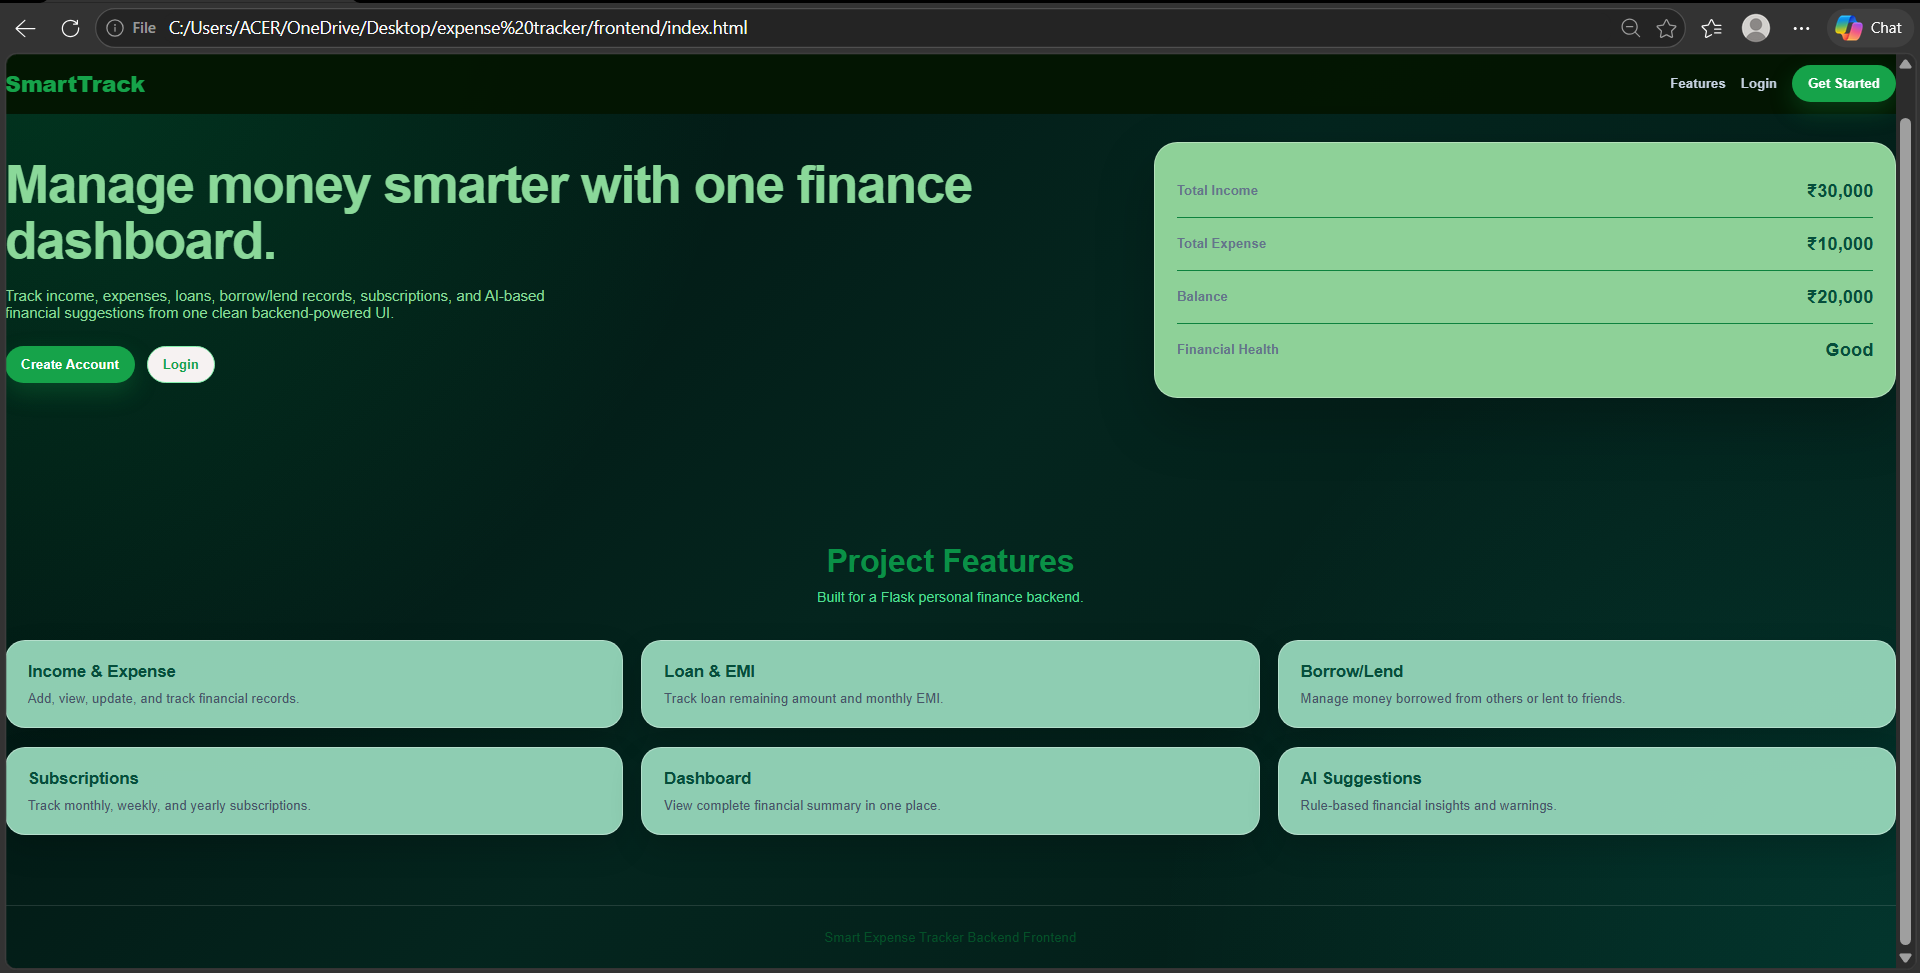 File C:/Users/ACER/OneDrive/Desktop/expense%20tracker/frontend/index.html
Chat
SmartTrack
Features Login Get Started
Manage money smarter with one finance
dashboard.
Track income, expenses, loans, borrow/lend records, subscriptions, and AI-based
financial suggestions from one clean backend-powered UI.
Create Account Login
Total Income ₹30,000
Total Expense ₹10,000
Balance ₹20,000
Financial Health Good
Project Features
Built for a Flask personal finance backend.
Income & Expense
Add, view, update, and track financial records.
Loan & EMI
Track loan remaining amount and monthly EMI.
Borrow/Lend
Manage money borrowed from others or lent to friends.
Subscriptions
Track monthly, weekly, and yearly subscriptions.
Dashboard
View complete financial summary in one place.
AI Suggestions
Rule-based financial insights and warnings.
Smart Expense Tracker Backend Frontend